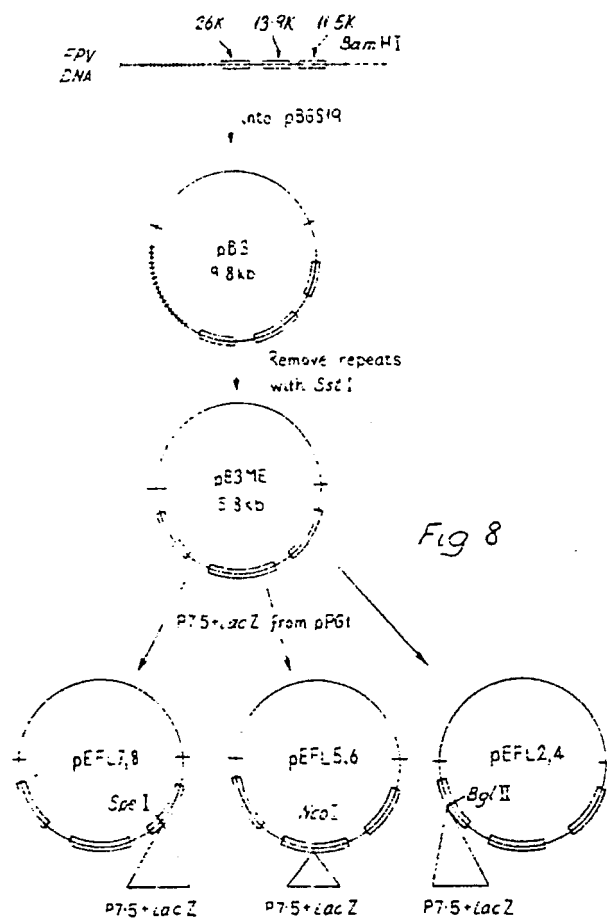 26K 13·9K 11·5K
BamHI
FPV
DNA
into pBGS19
pB3
9.8kb
Remove repeats
with SstI
pB3ME
kb
Fig 8
P7·5+LacZ from pPG1
pEFL7,8
pEFL5,6
pEFL2,4
SpeI
NcoI
BglII
P7·5+LacZ
P7·5+LacZ
P7·5+LacZ